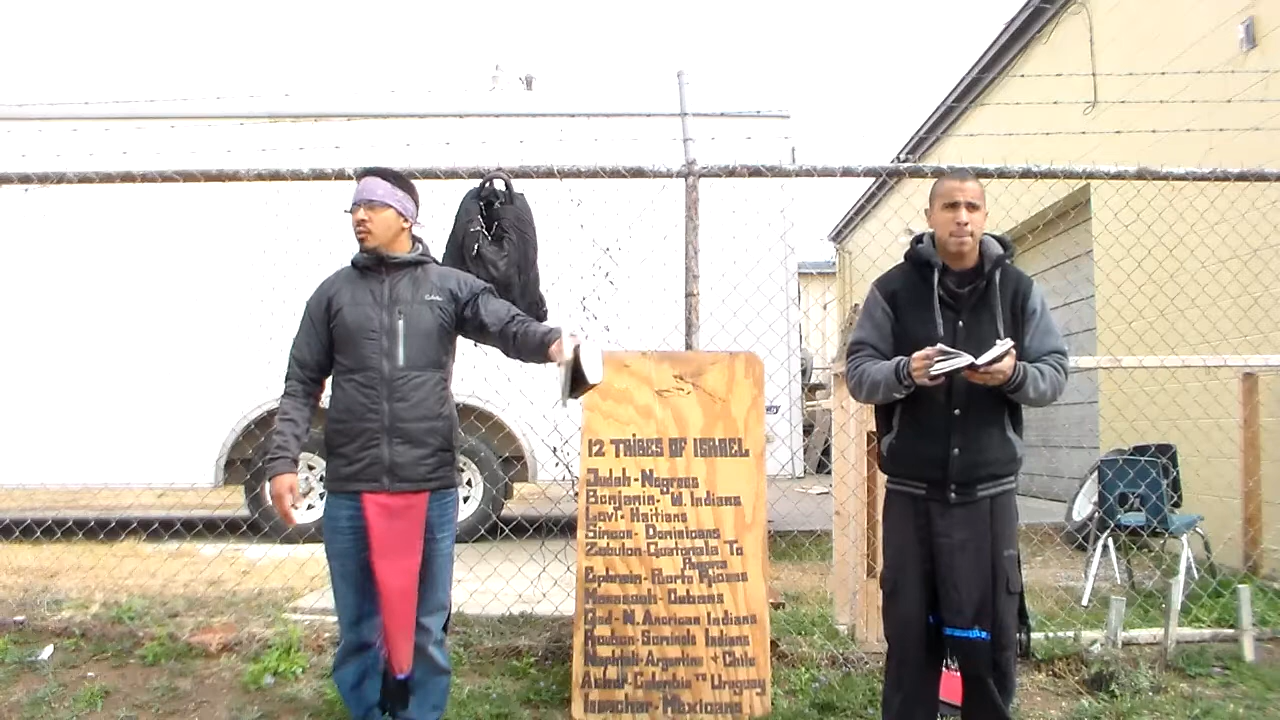 12 TRIBES OF ISRAEL
Judah-Negroes
Benjamin-W.Indians
Levi-Haitians
Simeon-Dominicans
Zebulon-Guatemala To
Panama
Ephraim-Puerto Ricans
Manasseh-Cubans
Gad-N.American Indians
Reuben-Seminole Indians
Naphtali-Argentina + Chile
Asher-Colombia To Uruguay
Issachar-Mexicans